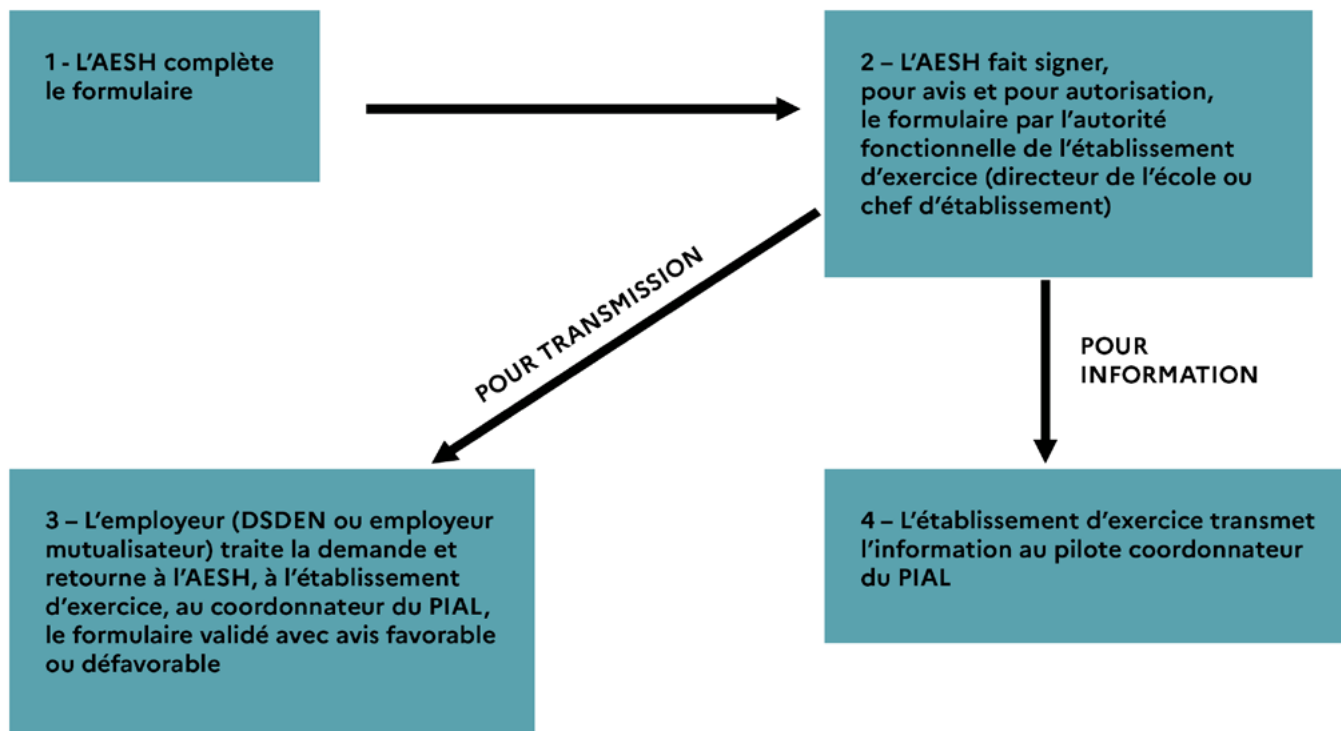 1 - L’AESH complète
le formulaire
2 – L’AESH fait signer,
pour avis et pour autorisation,
le formulaire par l’autorité
fonctionnelle de l’établissement
d’exercice (directeur de l’école ou
chef d’établissement)
POUR TRANSMISSION
POUR
INFORMATION
3 – L’employeur (DSDEN ou employeur
mutualisateur) traite la demande et
retourne à l’AESH, à l’établissement
d’exercice, au coordonnateur du PIAL,
le formulaire validé avec avis favorable
ou défavorable
4 – L’établissement d’exercice transmet
l’information au pilote coordonnateur
du PIAL